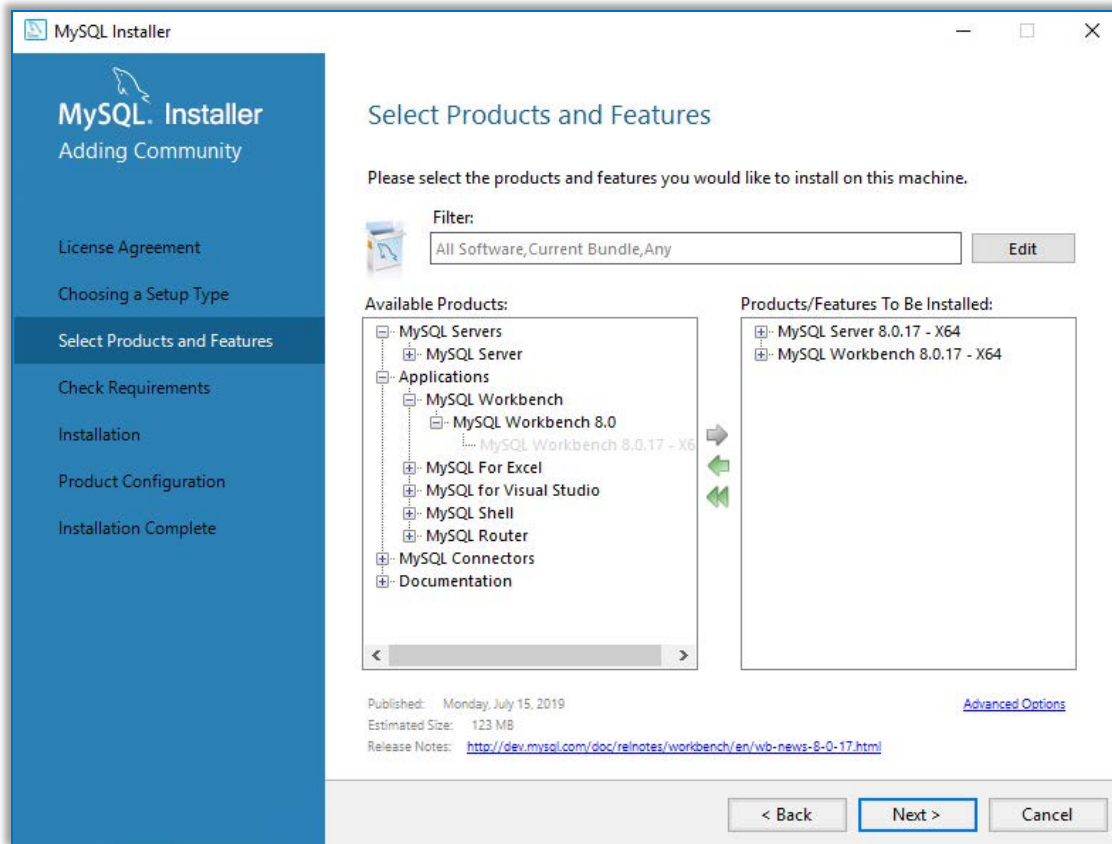 MySQL Installer
MySQL. Installer
Adding Community
License Agreement
Choosing a Setup Type
Select Products and Features
Check Requirements
Installation
Product Configuration
Installation Complete
Select Products and Features
Please select the products and features you would like to install on this machine.
Filter:
All Software,Current Bundle,Any
Edit
Available Products:
MySQL Servers
MySQL Server
Applications
MySQL Workbench
MySQL Workbench 8.0
MySQL Workbench 8.0.17 - X6
MySQL For Excel
MySQL for Visual Studio
MySQL Shell
MySQL Router
MySQL Connectors
Documentation
Products/Features To Be Installed:
MySQL Server 8.0.17 - X64
MySQL Workbench 8.0.17 - X64
Published: Monday, July 15, 2019
Advanced Options
Estimated Size: 123 MB
Release Notes: http://dev.mysql.com/doc/relnotes/workbench/en/wb-news-8-0-17.html
< Back Next > Cancel